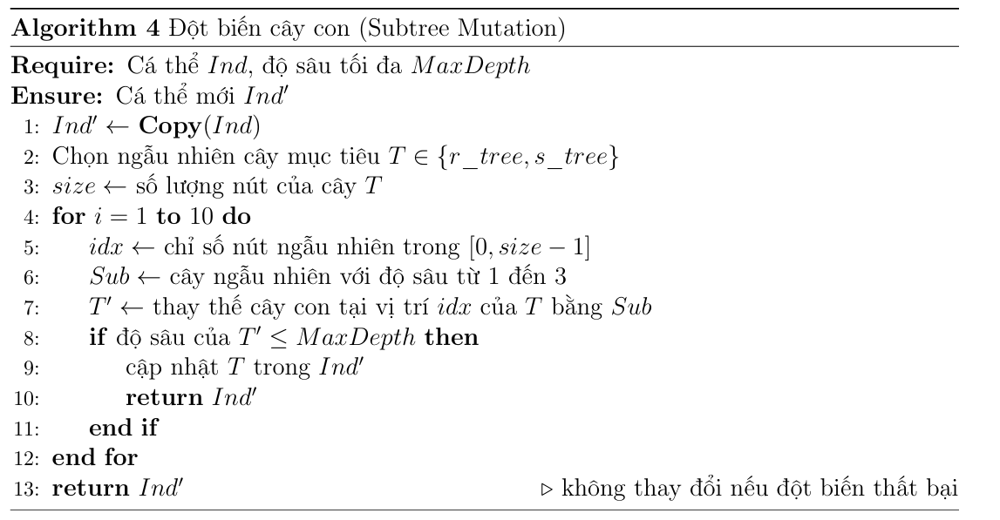 Algorithm 4 Đột biến cây con (Subtree Mutation)
Require: Cá thể Ind, độ sâu tối đa MaxDepth
Ensure: Cá thể mới Ind′
1: Ind′ ← Copy(Ind)
2: Chọn ngẫu nhiên cây mục tiêu T ∈ {r_tree, s_tree}
3: size ← số lượng nút của cây T
4: for i = 1 to 10 do
5: idx ← chỉ số nút ngẫu nhiên trong [0, size − 1]
6: Sub ← cây ngẫu nhiên với độ sâu từ 1 đến 3
7: T′ ← thay thế cây con tại vị trí idx của T bằng Sub
8: if độ sâu của T′ ≤ MaxDepth then
9: cập nhật T trong Ind′
10: return Ind′
11: end if
12: end for
13: return Ind′ ▷ không thay đổi nếu đột biến thất bại